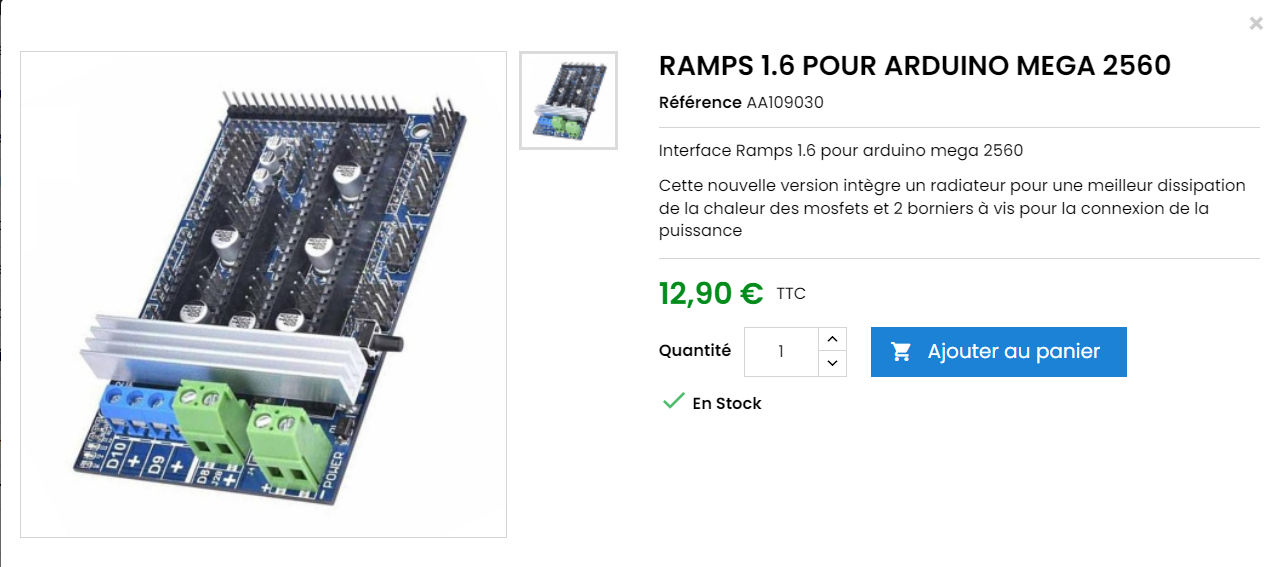 ×
RAMPS 1.6 POUR ARDUINO MEGA 2560
Référence AA109030
Interface Ramps 1.6 pour arduino mega 2560
Cette nouvelle version intègre un radiateur pour une meilleur dissipation
de la chaleur des mosfets et 2 borniers à vis pour la connexion de la
puissance
12,90 € TTC
Quantité 1 Ajouter au panier
En Stock
D10 + D9 + D8 J2B + J1 + - POWER